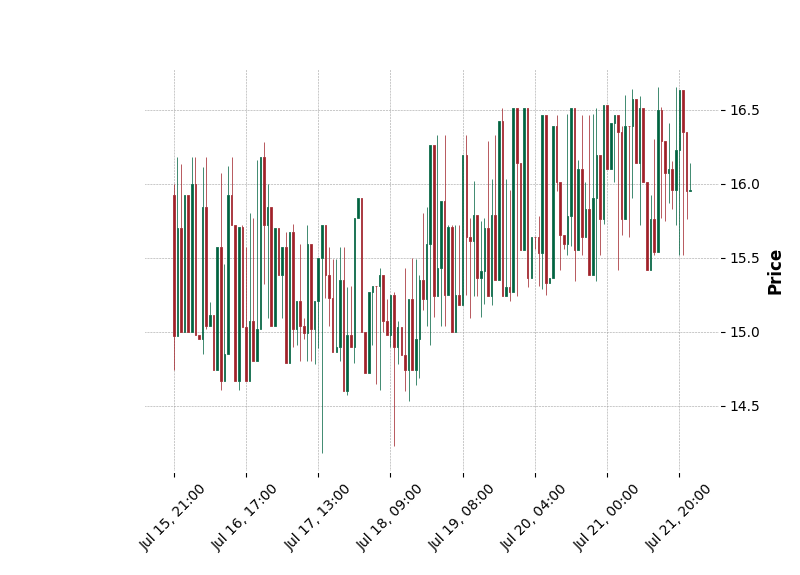 16.5
16.0
15.5
15.0
14.5
Price
Jul 15, 21:00
Jul 16, 17:00
Jul 17, 13:00
Jul 18, 09:00
Jul 19, 08:00
Jul 20, 04:00
Jul 21, 00:00
Jul 21, 20:00